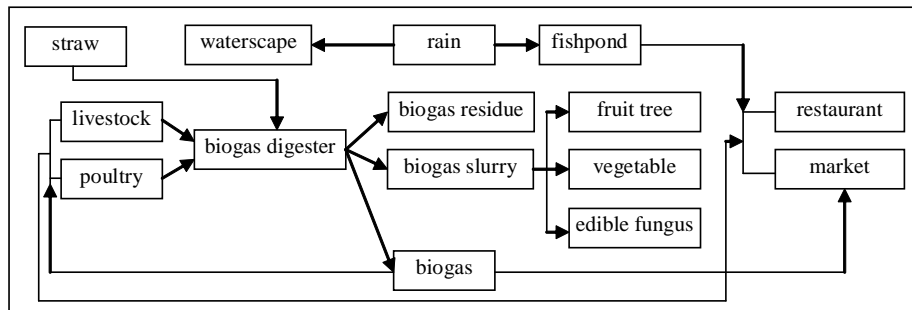 straw
waterscape
rain
fishpond
livestock
biogas residue
fruit tree
restaurant
biogas digester
poultry
biogas slurry
vegetable
market
edible fungus
biogas